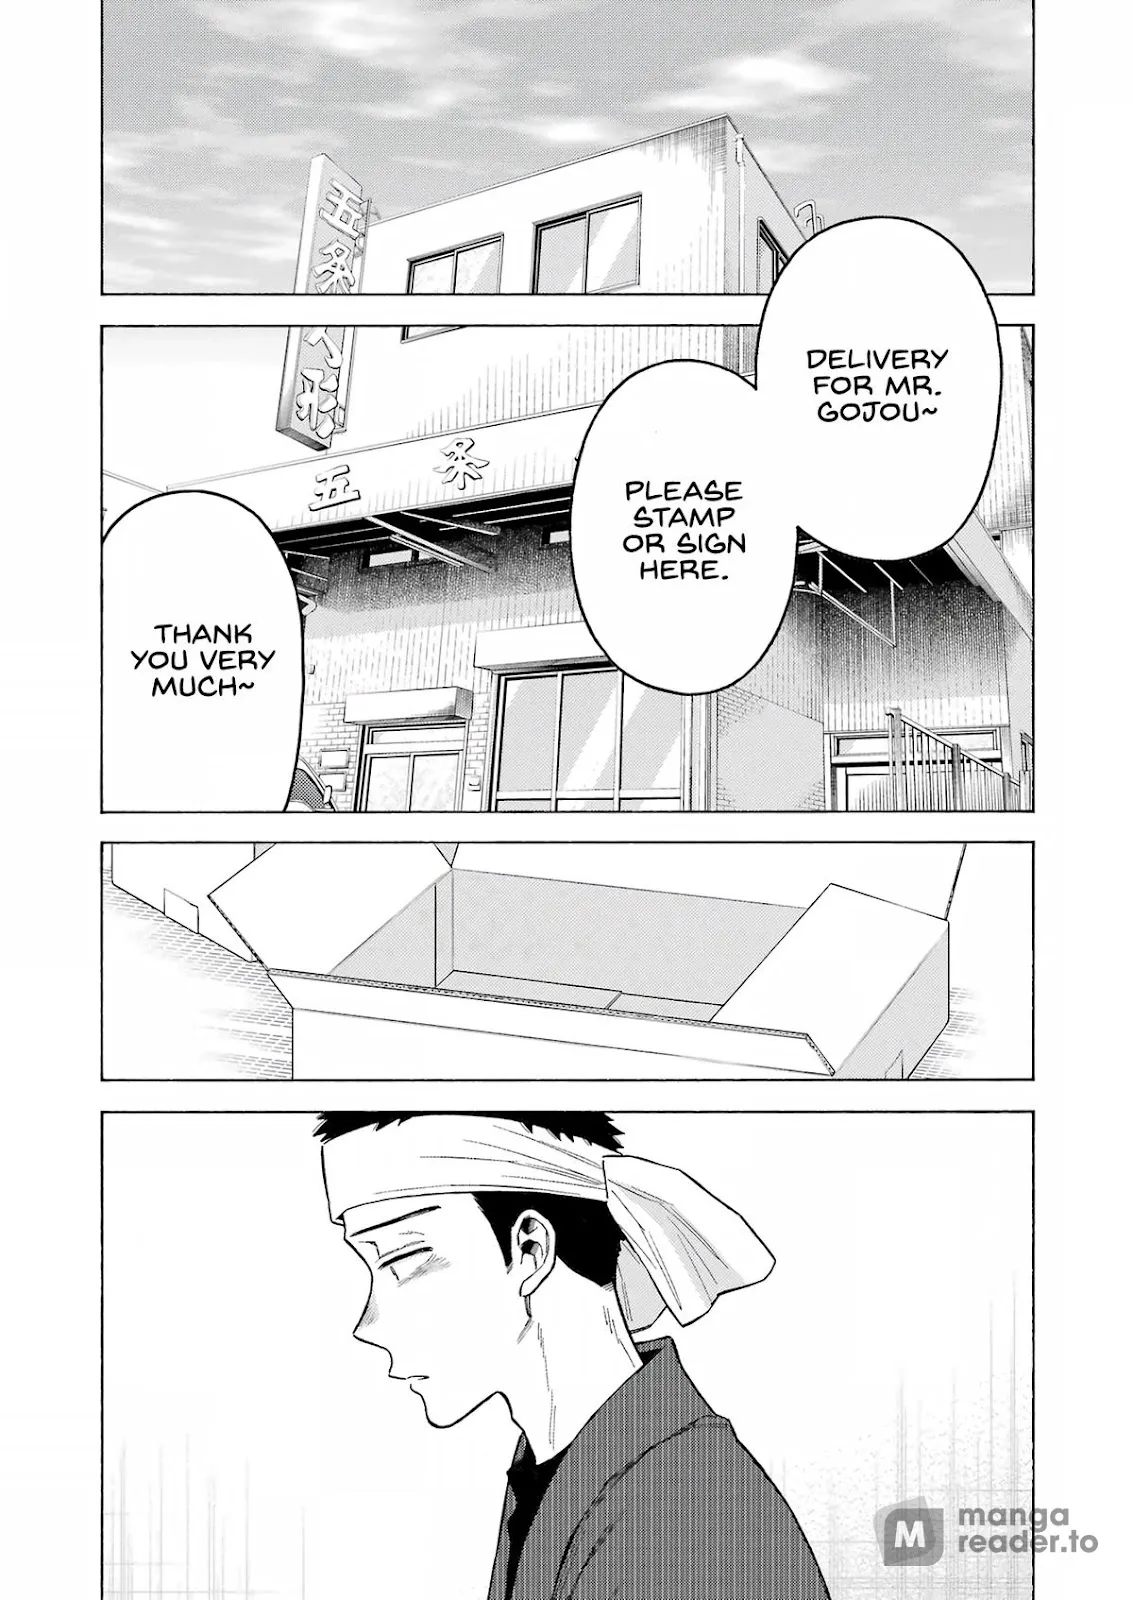 五条人形
DELIVERY
FOR MR.
GOJOU~
PLEASE
STAMP
OR SIGN
HERE.
五条
THANK
YOU VERY
MUCH~
M manga
reader.to